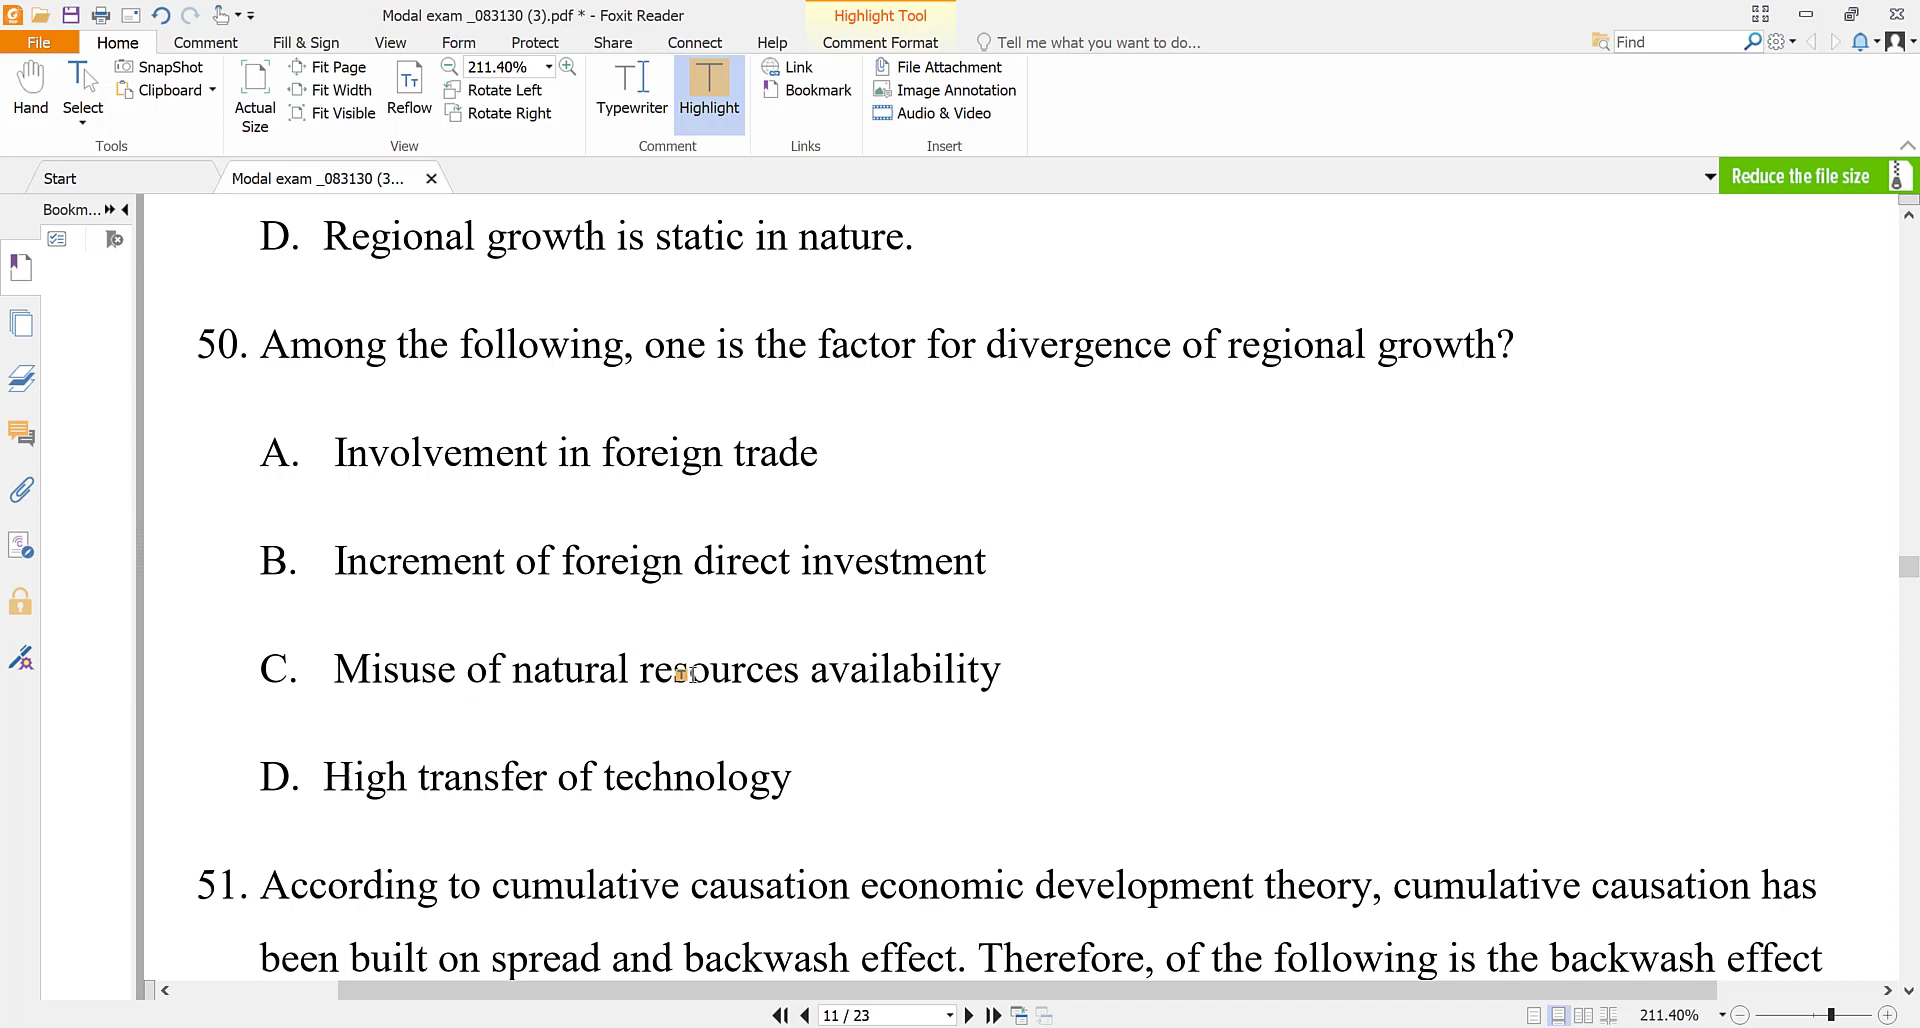 Modal exam _083130 (3).pdf * - Foxit Reader
Highlight Tool
File Home Comment Fill & Sign View Form Protect Share Connect Help Comment Format Tell me what you want to do... Find
Hand
Select
SnapShot
Clipboard
Tools
Actual
Size
Fit Page
Fit Width
Fit Visible
Reflow
211.40%
Rotate Left
Rotate Right
View
Typewriter
Highlight
Comment
Link
Bookmark
Links
File Attachment
Image Annotation
Audio & Video
Insert
Start
Modal exam _083130 (3...
Reduce the file size
Bookm...
D. Regional growth is static in nature.
50. Among the following, one is the factor for divergence of regional growth?
A. Involvement in foreign trade
B. Increment of foreign direct investment
C. Misuse of natural resources availability
D. High transfer of technology
51. According to cumulative causation economic development theory, cumulative causation has
been built on spread and backwash effect. Therefore, of the following is the backwash effect
11 / 23
211.40%